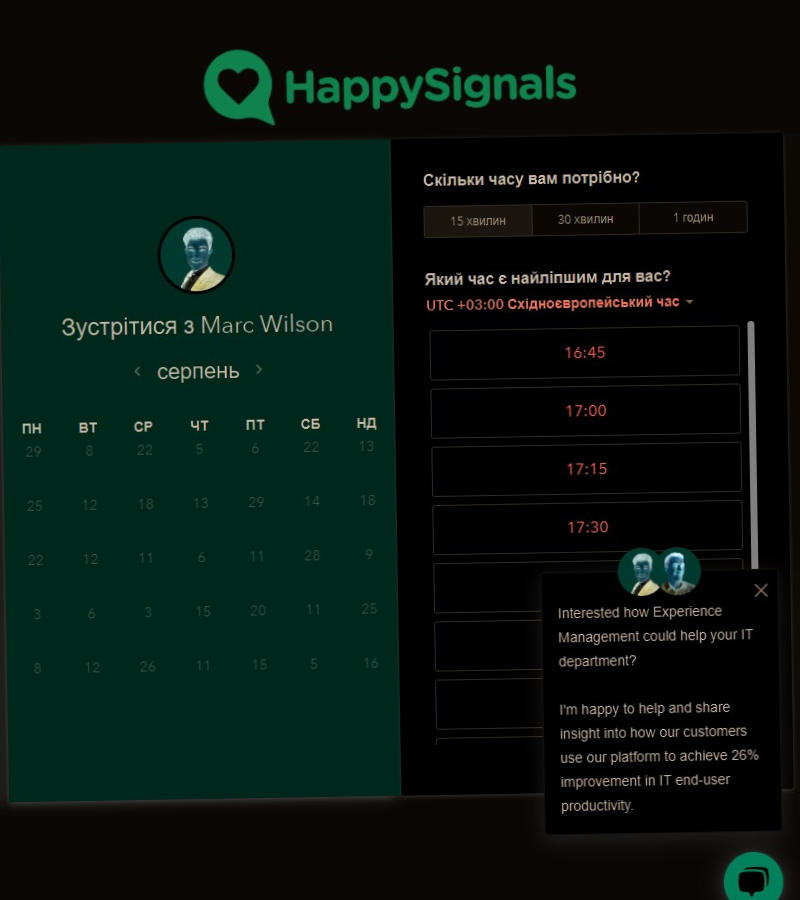 HappySignals
Зустрітися з Marc Wilson
серпень
ПН ВТ СР ЧТ ПТ СБ НД
29 8 22 5 6 22 13
25 12 18 13 29 14 18
22 12 11 6 11 28 9
3 6 3 15 20 11 25
8 12 26 11 15 5 16
Скільки часу вам потрібно?
15 хвилин 30 хвилин 1 годин
Який час є найліпшим для вас?
UTC +03:00 Східноєвропейський час
16:45
17:00
17:15
17:30
Interested how Experience
Management could help your IT
department?
I'm happy to help and share
insight into how our customers
use our platform to achieve 26%
improvement in IT end-user
productivity.